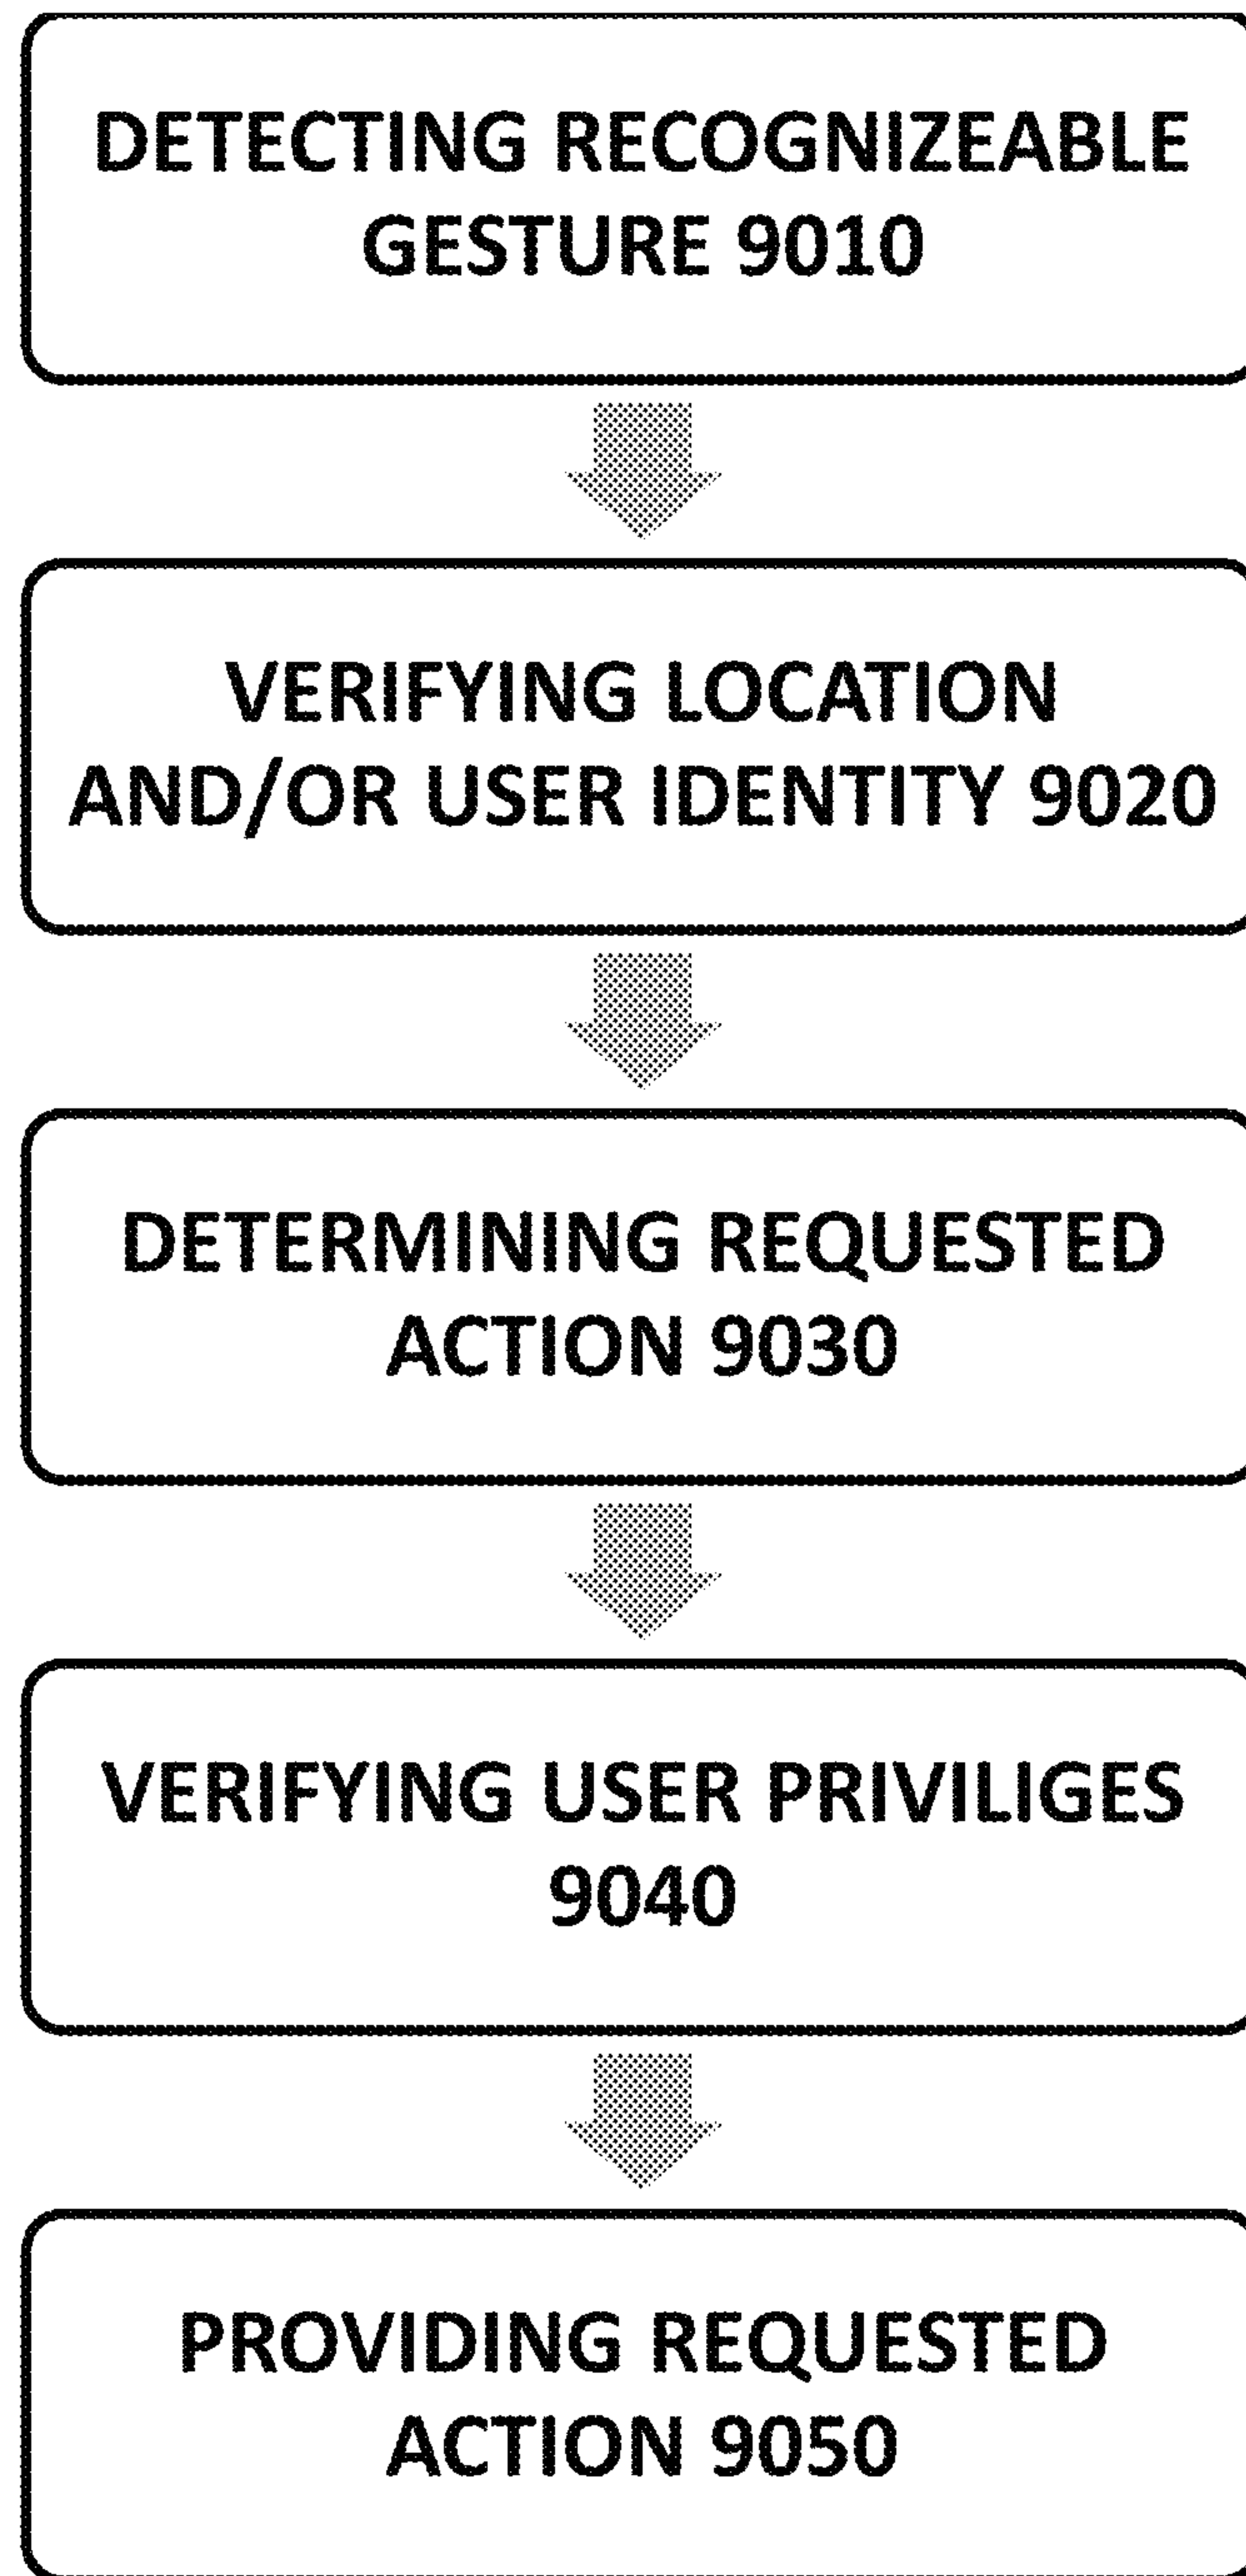 DETECTING RECOGNIZEABLE
GESTURE 9010
VERIFYING LOCATION
AND/OR USER IDENTITY 9020
DETERMINING REQUESTED
ACTION 9030
VERIFYING USER PRIVILIGES
9040
PROVIDING REQUESTED
ACTION 9050